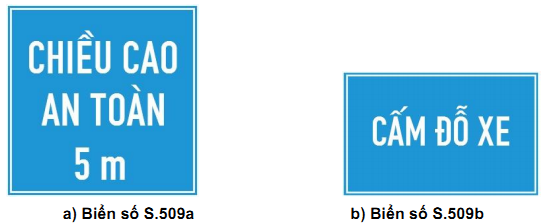 CHIỀU CAO
AN TOÀN
5 m
CẤM ĐỖ XE
a) Biển số S.509a
b) Biển số S.509b